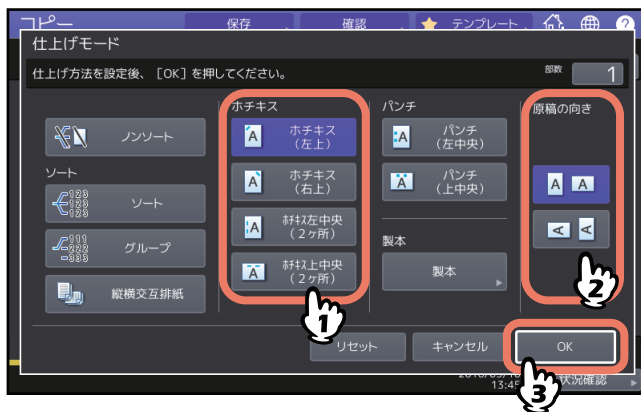 コピー
保存
確認
テンプレート
仕上げモード
仕上げ方法を設定後、[OK]を押してください。
部数
1
ホチキス
パンチ
原稿の向き
ノンソート
ホチキス
(左上)
パンチ
(左中央)
ソート
ソート
ホチキス
(右上)
パンチ
(上中央)
グループ
ホチキス左中央
(2ヶ所)
製本
縦横交互排紙
ホチキス上中央
(2ヶ所)
製本
1
2
リセット
キャンセル
OK
13:45
状況確認
3